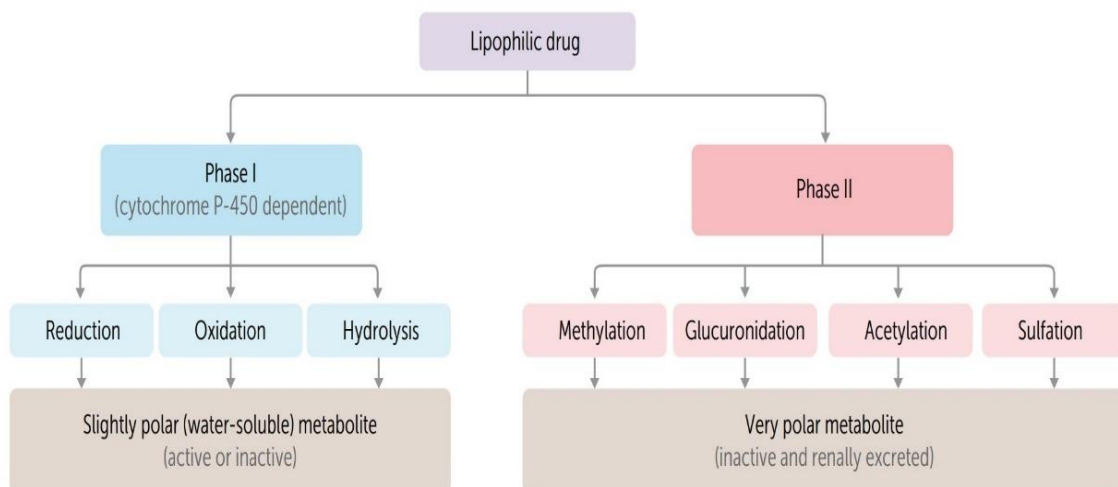 Lipophilic drug
Phase I
(cytochrome P-450 dependent)
Phase II
Reduction
Oxidation
Hydrolysis
Methylation
Glucuronidation
Acetylation
Sulfation
Slightly polar (water-soluble) metabolite
(active or inactive)
Very polar metabolite
(inactive and renally excreted)